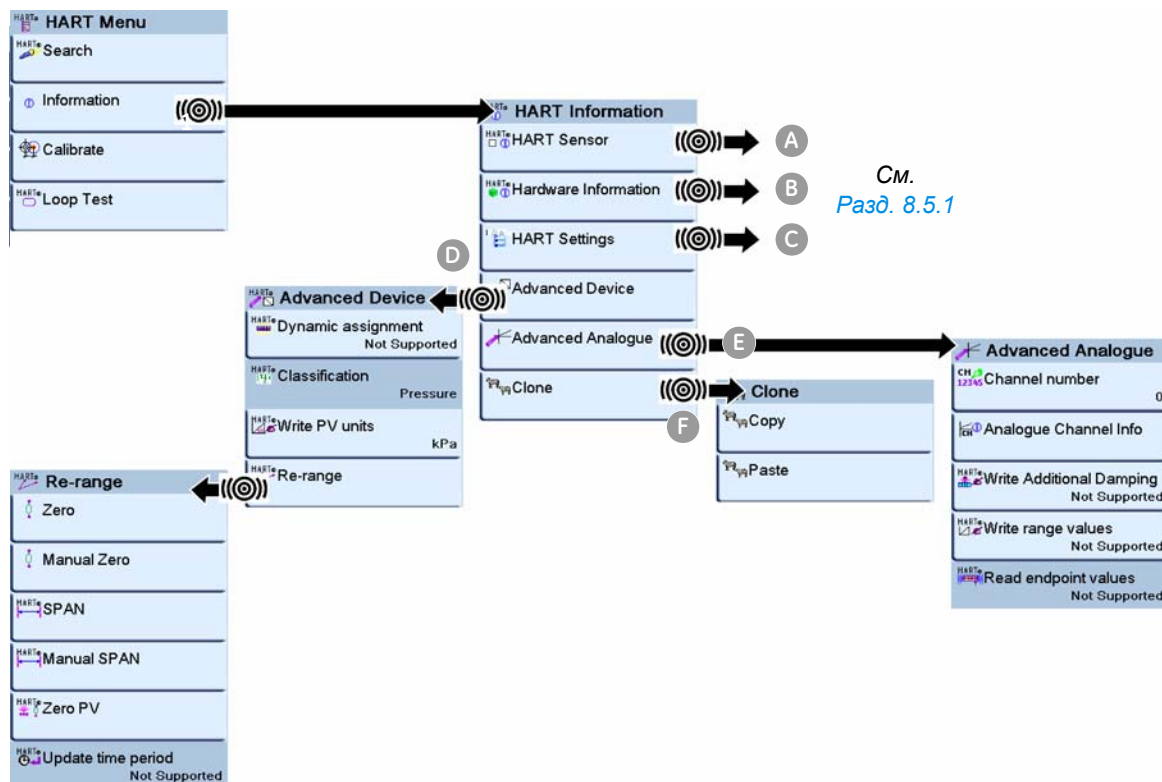 HART Menu
Search
Information
Calibrate
Loop Test
HART Information
HART Sensor
A
Hardware Information
B
HART Settings
C
Advanced Device
Advanced Analogue
E
Clone
F
См.
Разд. 8.5.1
D
Advanced Device
Dynamic assignment
Not Supported
Classification
Pressure
Write PV units
kPa
Re-range
Re-range
Zero
Manual Zero
SPAN
Manual SPAN
Zero PV
Update time period
Not Supported
Clone
Copy
Paste
Advanced Analogue
Channel number
0
Analogue Channel Info
Write Additional Damping
Not Supported
Write range values
Not Supported
Read endpoint values
Not Supported